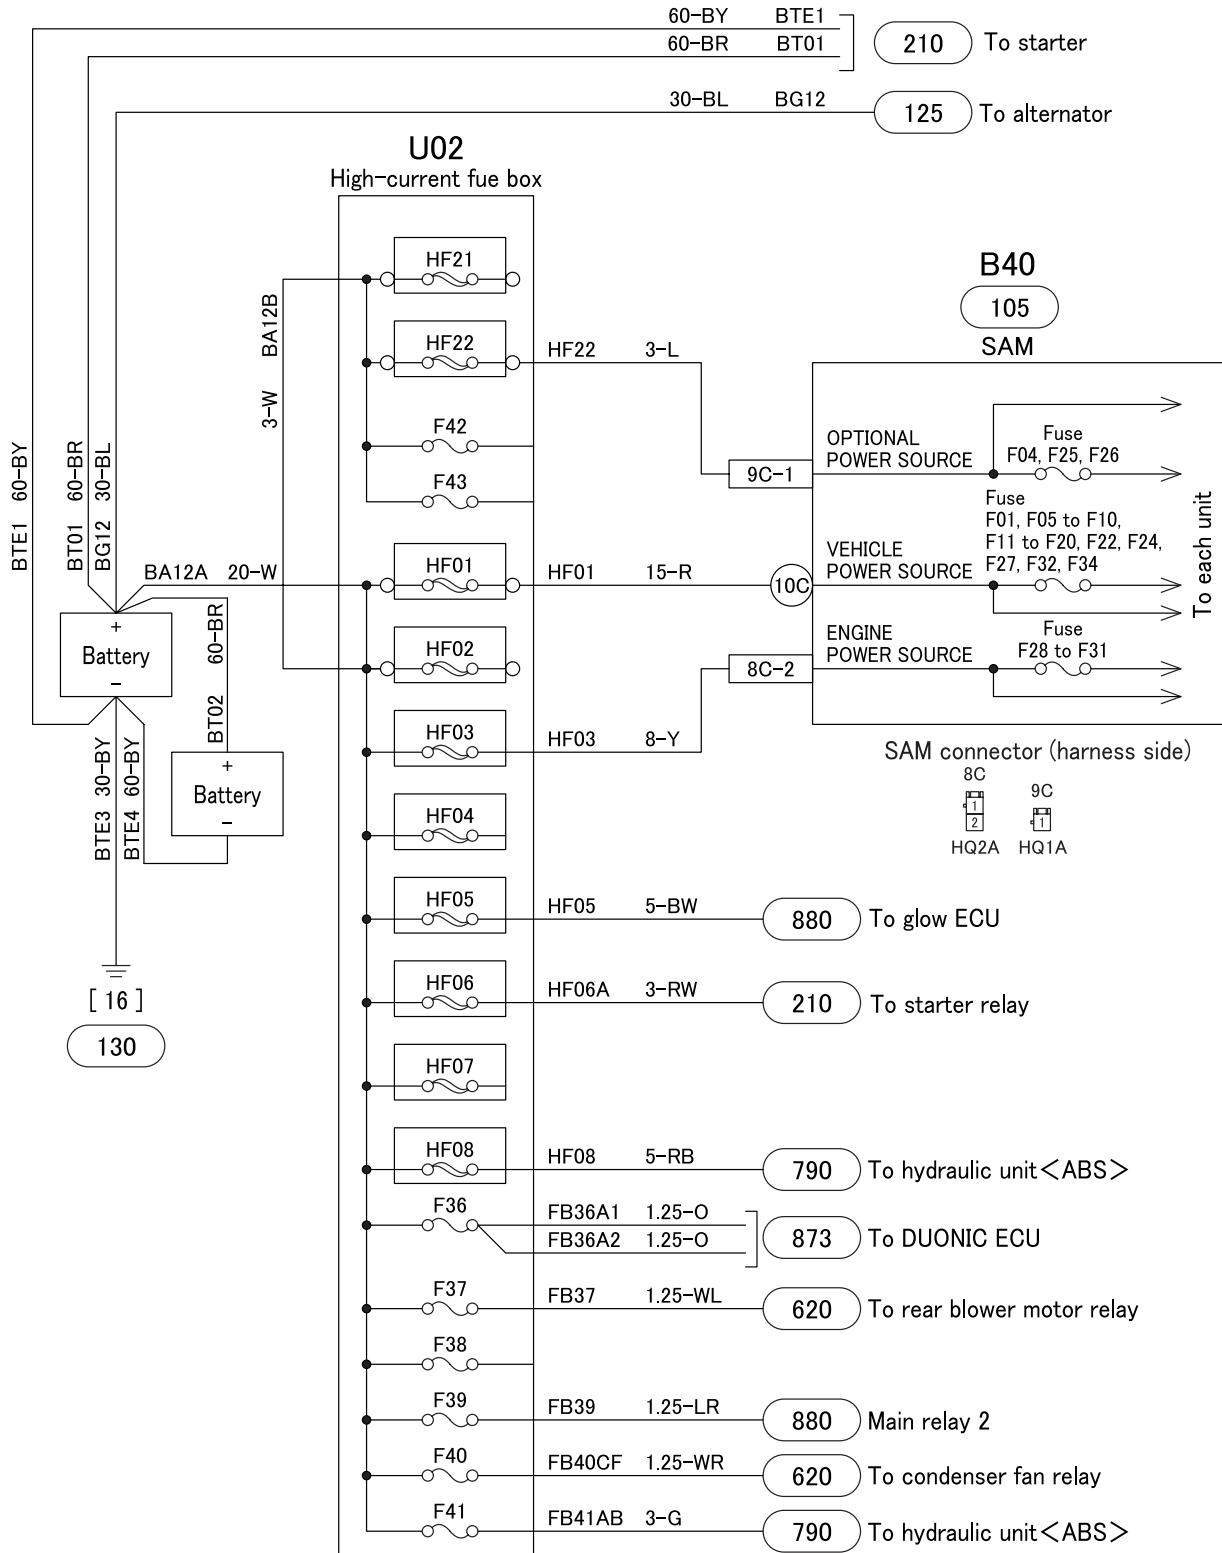 60-BY BTE1
60-BR BT01
210 To starter
30-BL BG12
125 To alternator
U02
High-current fue box
HF21
BA12B
3-W
HF22
HF22 3-L
B40
105
SAM
F42
F43
OPTIONAL
POWER SOURCE
Fuse
F04, F25, F26
9C-1
Fuse
F01, F05 to F10,
F11 to F20, F22, F24,
F27, F32, F34
To each unit
BTE1 60-BY
BT01 60-BR
BG12 30-BL
BA12A 20-W
HF01
HF01 15-R
10C
VEHICLE
POWER SOURCE
+
Battery
-
BT02 60-BR
HF02
ENGINE
POWER SOURCE
Fuse
F28 to F31
8C-2
HF03
HF03 8-Y
BTE3 30-BY
BTE4 60-BY
+
Battery
-
SAM connector (harness side)
8C
9C
1
2
1
HQ2A HQ1A
HF04
HF05
HF05 5-BW
880 To glow ECU
[ 16 ]
130
HF06
HF06A 3-RW
210 To starter relay
HF07
HF08
HF08 5-RB
790 To hydraulic unit<ABS>
F36
FB36A1 1.25-O
FB36A2 1.25-O
873 To DUONIC ECU
F37
FB37 1.25-WL
620 To rear blower motor relay
F38
F39
FB39 1.25-LR
880 Main relay 2
F40
FB40CF 1.25-WR
620 To condenser fan relay
F41
FB41AB 3-G
790 To hydraulic unit<ABS>